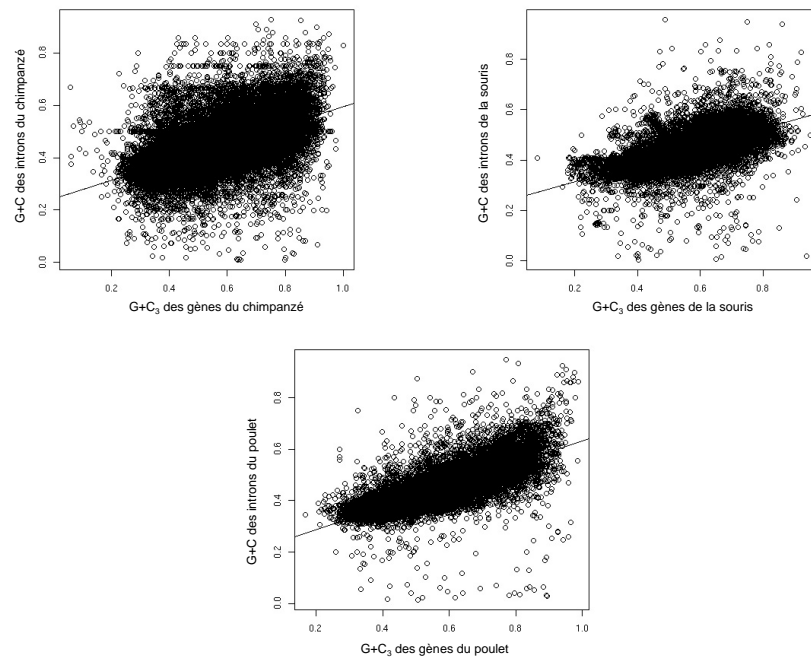 G+C des introns du chimpanzé
0.0 0.2 0.4 0.6 0.8
0.2 0.4 0.6 0.8 1.0
G+C3 des gènes du chimpanzé
G+C des introns de la souris
0.0 0.2 0.4 0.6 0.8
0.2 0.4 0.6 0.8
G+C3 des gènes de la souris
G+C des introns du poulet
0.0 0.2 0.4 0.6 0.8
0.2 0.4 0.6 0.8 1.0
G+C3 des gènes du poulet